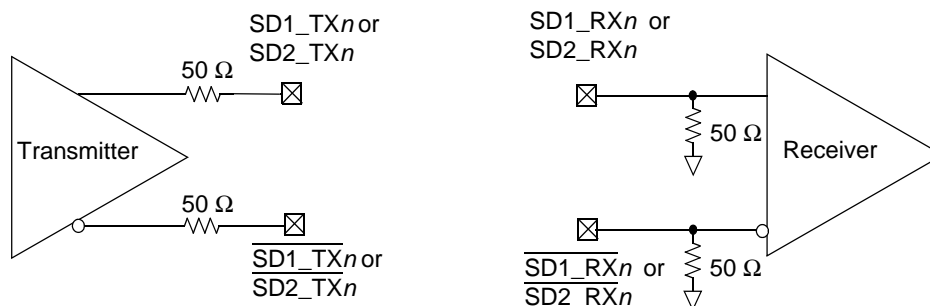 SD1_TXn or
SD2_TXn
50 Ω
Transmitter
50 Ω
SD1_TXn or
SD2_TXn
SD1_RXn or
SD2_RXn
50 Ω
Receiver
SD1_RXn or
SD2_RXn
50 Ω